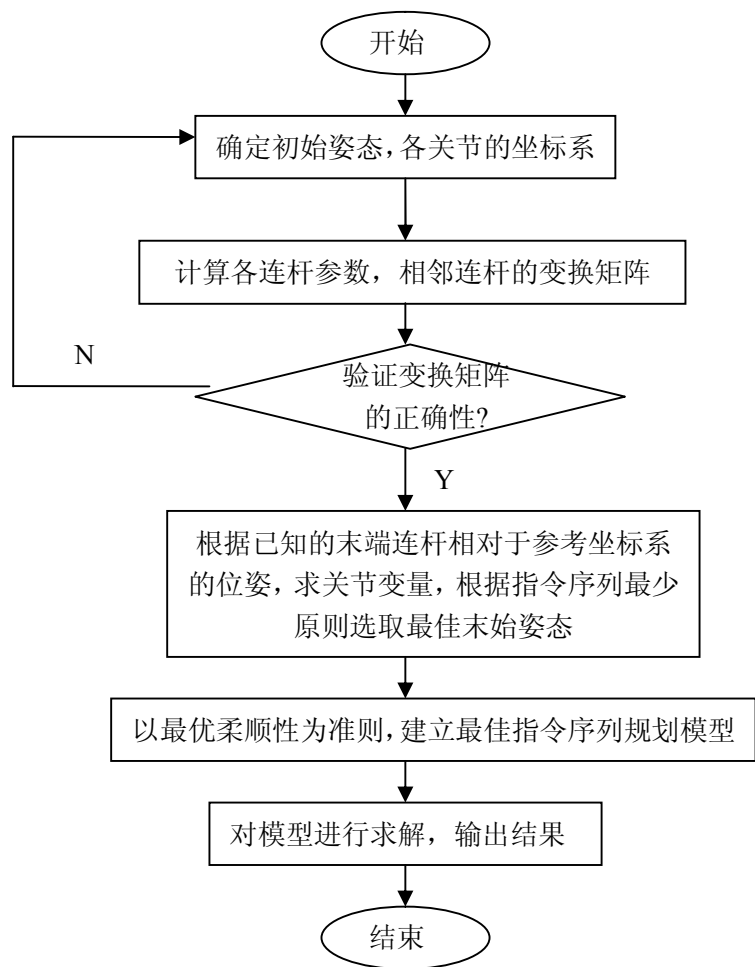 开始
确定初始姿态,各关节的坐标系
计算各连杆参数，相邻连杆的变换矩阵
N
验证变换矩阵
的正确性?
Y
根据已知的末端连杆相对于参考坐标系
的位姿，求关节变量，根据指令序列最少
原则选取最佳末始姿态
以最优柔顺性为准则,建立最佳指令序列规划模型
对模型进行求解，输出结果
结束